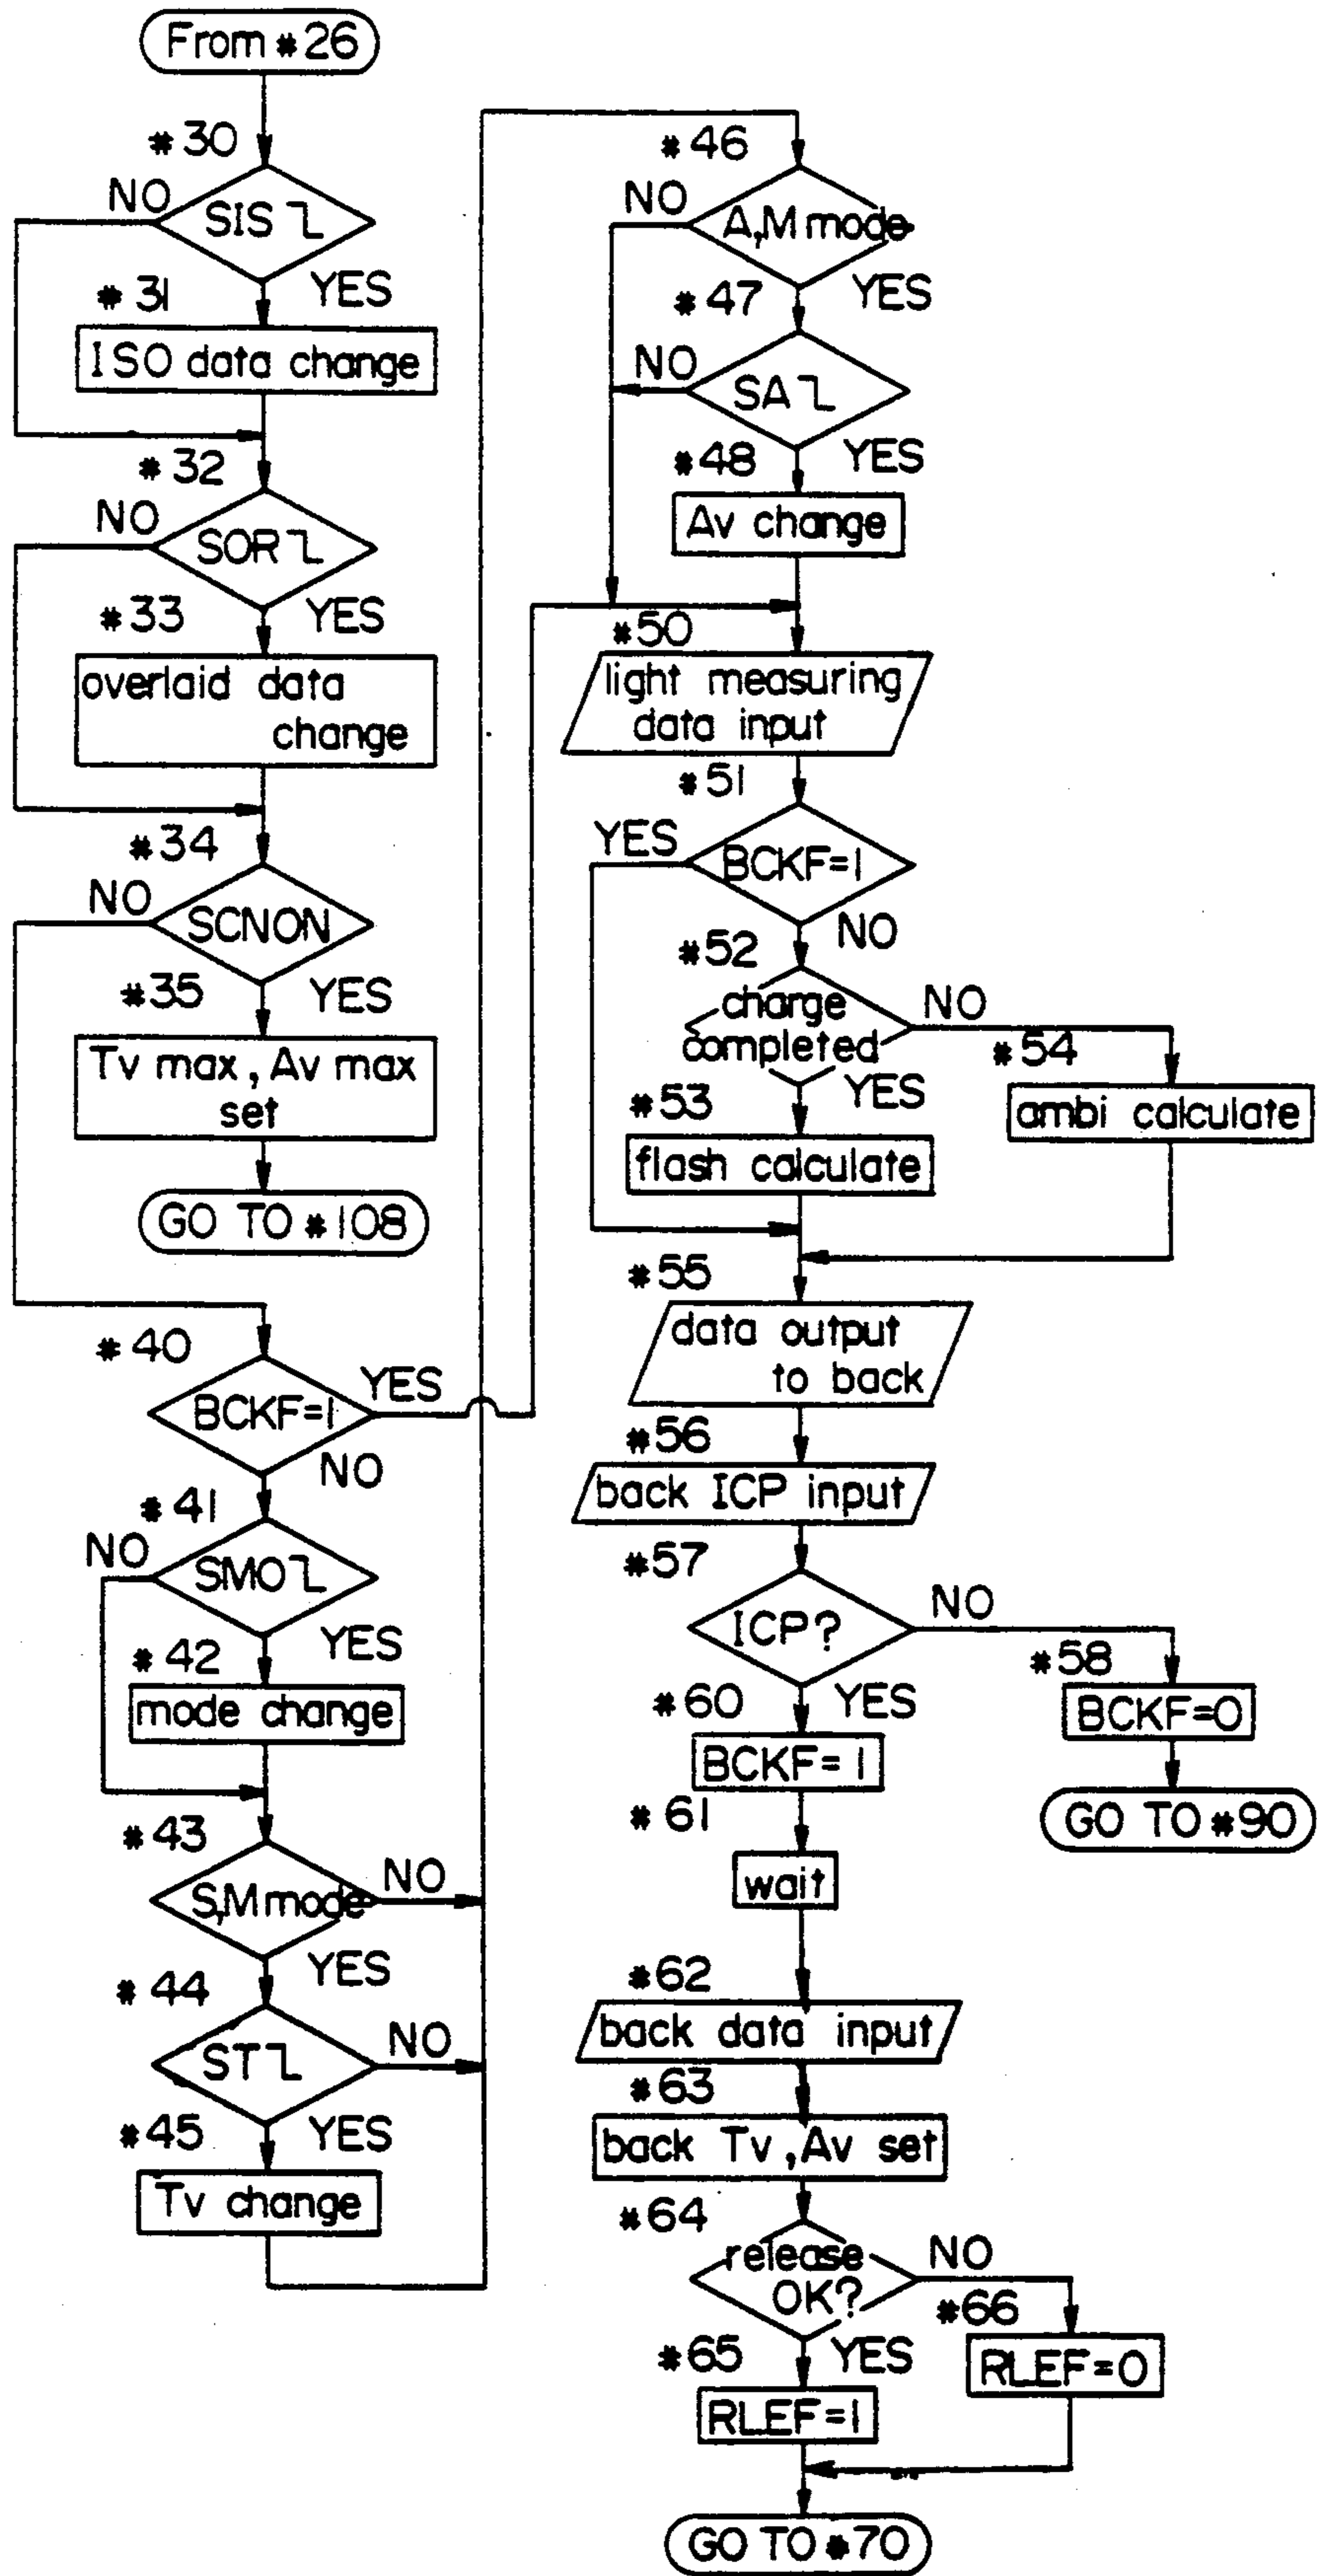 From #26
#30
NO
SIS
YES
#31
ISO data change
#32
NO
SOR
YES
#33
overlaid data
change
#34
NO
SCNON
YES
#35
Tv max, Av max
set
GO TO #108
#40
BCKF=1
YES
NO
#41
NO
SMO
YES
#42
mode change
#43
S,M mode
NO
YES
#44
ST
NO
YES
#45
Tv change
#46
NO
A,M mode
YES
#47
NO
SA
YES
#48
Av change
#50
light measuring
data input
#51
YES
BCKF=1
NO
#52
charge
completed
NO
#54
YES
ambi calculate
#53
flash calculate
#55
data output
to back
#56
back ICP input
#57
ICP?
NO
#58
YES
BCKF=0
GO TO #90
#60
BCKF=1
#61
wait
#62
back data input
#63
back Tv, Av set
#64
release
OK?
NO
#66
YES
RLEF=0
#65
RLEF=1
GO TO #70